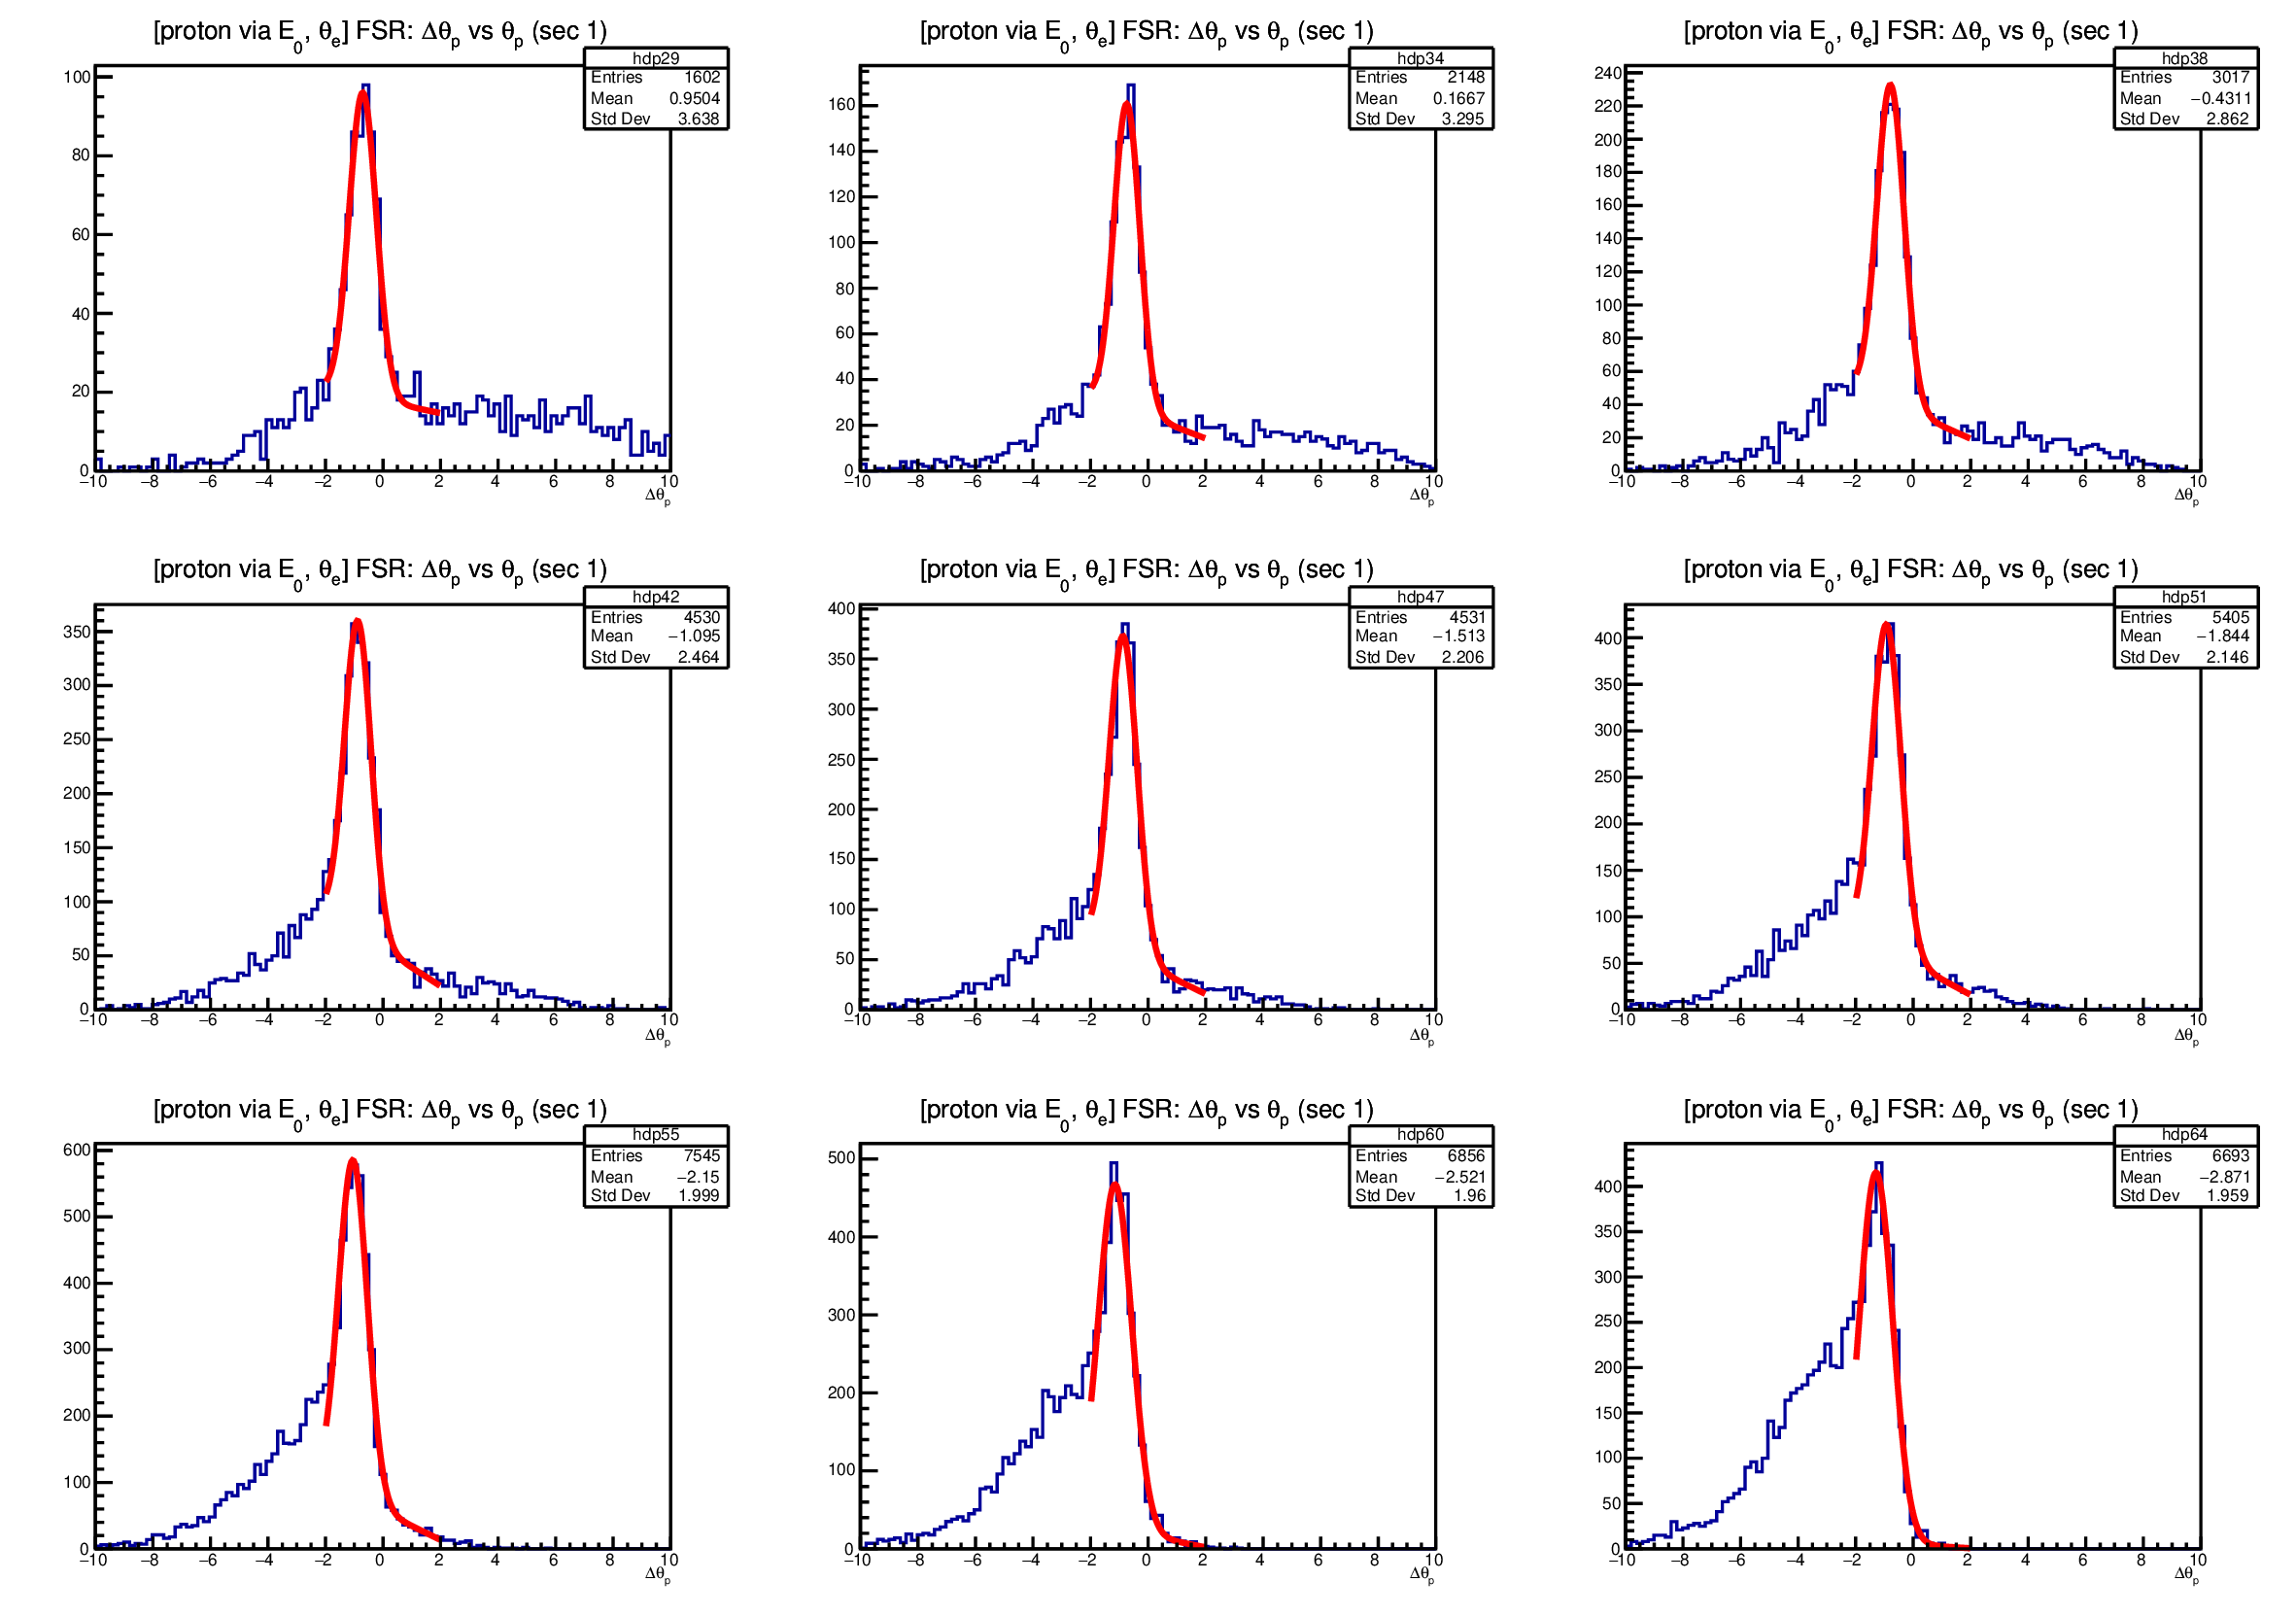 [proton via E0, θe] FSR: Δθp vs θp (sec 1)
hdp29
Entries 1602
Mean 0.9504
Std Dev 3.638
100
80
60
40
20
0
−10 −8 −6 −4 −2 0 2 4 6 8 10
Δθp
[proton via E0, θe] FSR: Δθp vs θp (sec 1)
hdp34
Entries 2148
Mean 0.1667
Std Dev 3.295
160
140
120
100
80
60
40
20
0
−10 −8 −6 −4 −2 0 2 4 6 8 10
Δθp
[proton via E0, θe] FSR: Δθp vs θp (sec 1)
hdp38
Entries 3017
Mean −0.4311
Std Dev 2.862
240
220
200
180
160
140
120
100
80
60
40
20
0
−10 −8 −6 −4 −2 0 2 4 6 8 10
Δθp
[proton via E0, θe] FSR: Δθp vs θp (sec 1)
hdp42
Entries 4530
Mean −1.095
Std Dev 2.464
350
300
250
200
150
100
50
0
−10 −8 −6 −4 −2 0 2 4 6 8 10
Δθp
[proton via E0, θe] FSR: Δθp vs θp (sec 1)
hdp47
Entries 4531
Mean −1.513
Std Dev 2.206
400
350
300
250
200
150
100
50
0
−10 −8 −6 −4 −2 0 2 4 6 8 10
Δθp
[proton via E0, θe] FSR: Δθp vs θp (sec 1)
hdp51
Entries 5405
Mean −1.844
Std Dev 2.146
400
350
300
250
200
150
100
50
0
−10 −8 −6 −4 −2 0 2 4 6 8 10
Δθp
[proton via E0, θe] FSR: Δθp vs θp (sec 1)
hdp55
Entries 7545
Mean −2.15
Std Dev 1.999
600
500
400
300
200
100
0
−10 −8 −6 −4 −2 0 2 4 6 8 10
Δθp
[proton via E0, θe] FSR: Δθp vs θp (sec 1)
hdp60
Entries 6856
Mean −2.521
Std Dev 1.96
500
400
300
200
100
0
−10 −8 −6 −4 −2 0 2 4 6 8 10
Δθp
[proton via E0, θe] FSR: Δθp vs θp (sec 1)
hdp64
Entries 6693
Mean −2.871
Std Dev 1.959
400
350
300
250
200
150
100
50
0
−10 −8 −6 −4 −2 0 2 4 6 8 10
Δθp